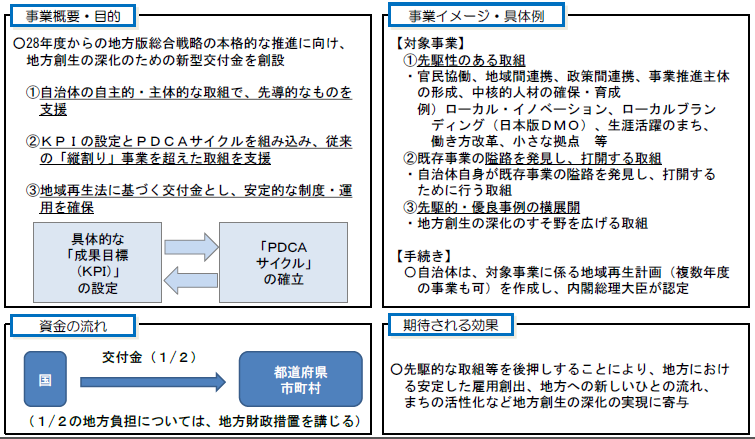 事業概要・目的
○28年度からの地方版総合戦略の本格的な推進に向け、
地方創生の深化のための新型交付金を創設
①自治体の自主的・主体的な取組で、先導的なものを
支援
②ＫＰＩの設定とＰＤＣＡサイクルを組み込み、従来
の「縦割り」事業を超えた取組を支援
③地域再生法に基づく交付金とし、安定的な制度・運
用を確保
具体的な
「成果目標
（KPI）」
の設定
「PDCA
サイクル」
の確立
事業イメージ・具体例
【対象事業】
①先駆性のある取組
・官民協働、地域間連携、政策間連携、事業推進主体
の形成、中核的人材の確保・育成
例）ローカル・イノベーション、ローカルブラン
ディング（日本版ＤＭＯ）、生涯活躍のまち、
働き方改革、小さな拠点　等
②既存事業の隘路を発見し、打開する取組
・自治体自身が既存事業の隘路を発見し、打開する
ために行う取組
③先駆的・優良事例の横展開
・地方創生の深化のすそ野を広げる取組
【手続き】
○自治体は、対象事業に係る地域再生計画（複数年度
の事業も可）を作成し、内閣総理大臣が認定
資金の流れ
国
交付金（１/２）
都道府県
市町村
（１/２の地方負担については、地方財政措置を講じる）
期待される効果
○先駆的な取組等を後押しすることにより、地方におけ
る安定した雇用創出、地方への新しいひとの流れ、
まちの活性化など地方創生の深化の実現に寄与